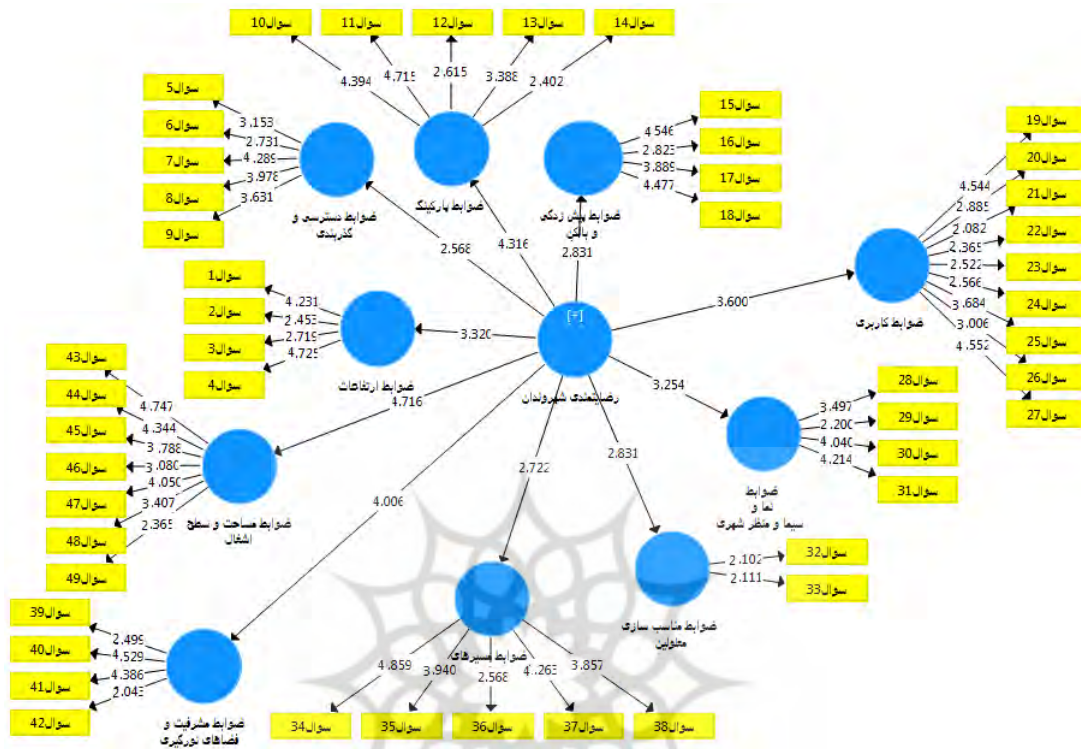 سوال10
سوال11
سوال12
سوال13
سوال14
4.394
4.715
2.615
3.388
2.402
سوال5
سوال6
سوال7
سوال8
سوال9
3.153
2.731
4.289
3.978
3.631
ضوابط دسترسی و
گذربندی
ضوابط پارکینگ
ضوابط پیش زدگی
و بالکن
4.546
2.823
3.889
4.477
سوال15
سوال16
سوال17
سوال18
سوال19
سوال20
سوال21
سوال22
سوال23
سوال24
سوال25
سوال26
سوال27
4.544
2.885
2.082
2.365
2.522
2.566
3.684
3.006
4.552
ضوابط کاربری
2.568
4.316
2.831
3.600
سوال1
سوال2
سوال3
سوال4
4.231
2.453
2.719
4.725
ضوابط ارتفاعات
3.320
[+]
رضایتمندی شهروندان
3.254
4.716
سوال43
سوال44
سوال45
سوال46
سوال47
سوال48
سوال49
4.747
4.344
3.788
3.080
4.050
3.407
2.365
ضوابط مساحت و سطح
اشغال
سوال28
سوال29
سوال30
سوال31
3.497
2.200
4.040
4.214
ضوابط
نما و
سیما و منظر شهری
4.006
2.722
2.831
سوال32
سوال33
2.102
2.111
ضوابط مناسب سازی
معلولین
سوال39
سوال40
سوال41
سوال42
2.499
4.529
4.386
2.043
ضوابط مشرفیت و
فضاهای نورگیری
ضوابط مسیرهای
4.859
3.940
2.568
4.263
3.857
سوال34
سوال35
سوال36
سوال37
سوال38